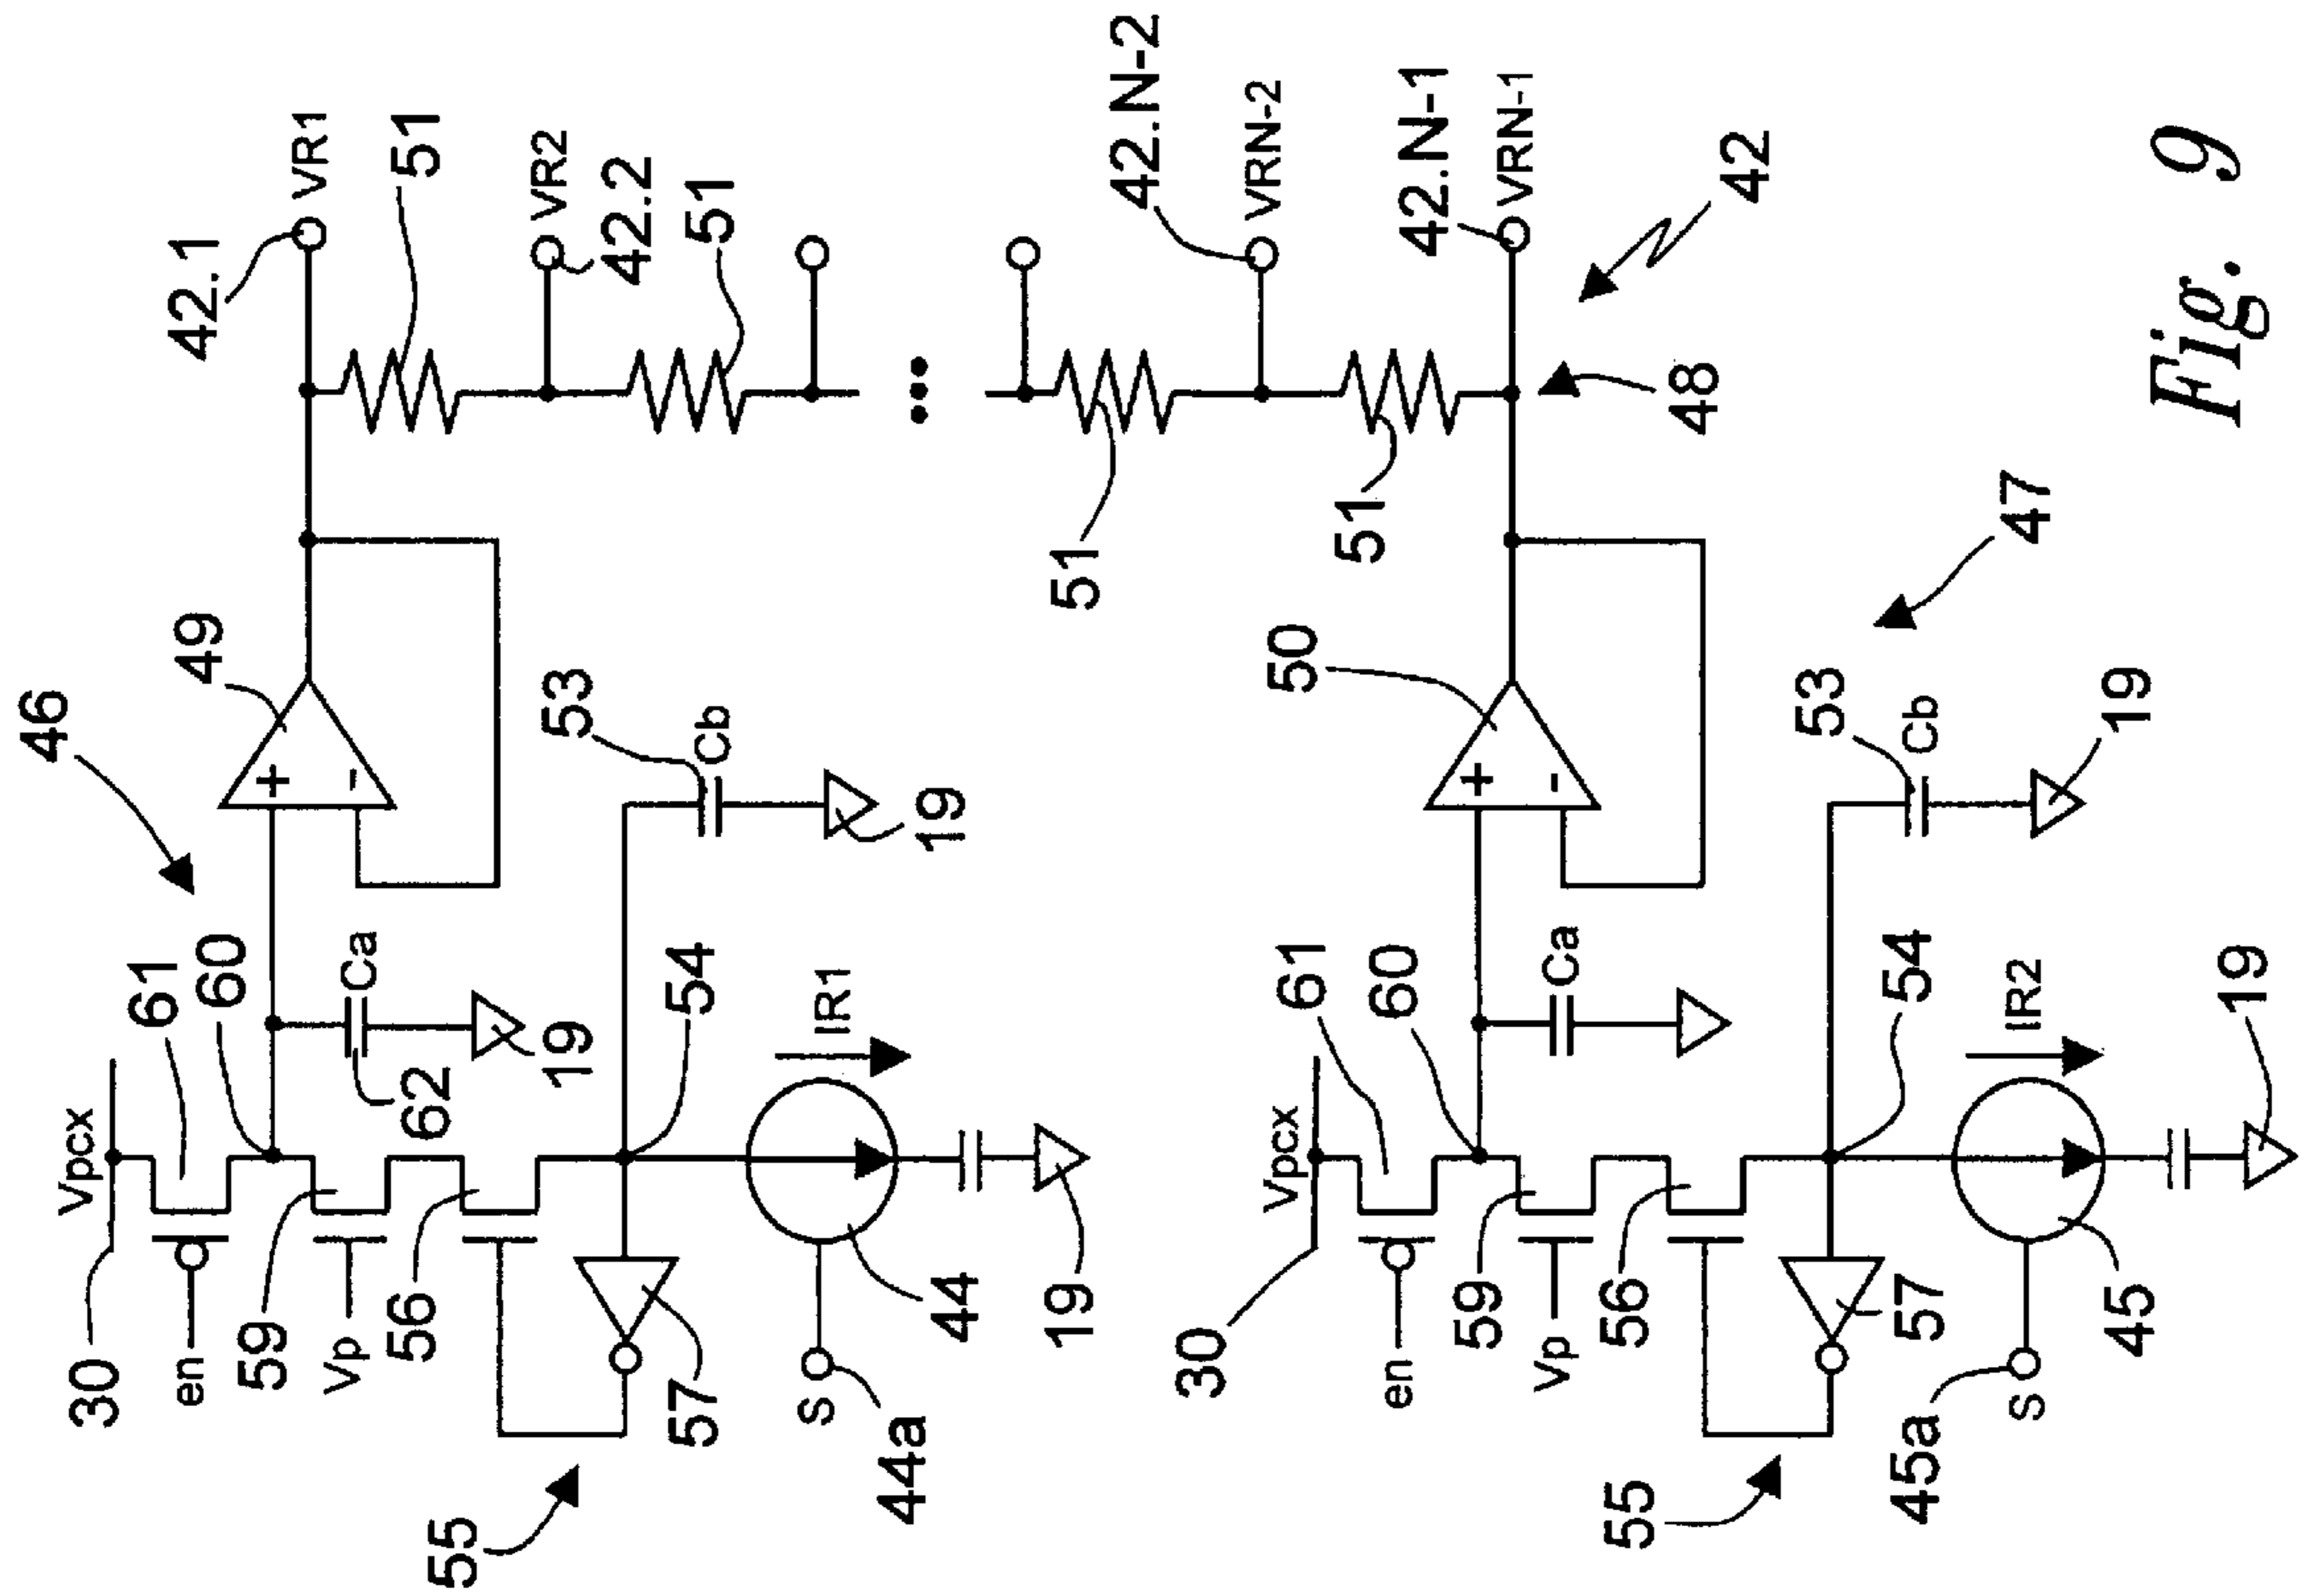 46
49
42.1
VR1
51
Vpcx
61
60
Ca
62
19
30
en
59
Vp
56
+
-
53
Cb
19
VR2
42.2
51
54
IR1
57
55
S
44a
44
19
...
42.N-2
VRN-2
51
51
50
42.N-1
VRN-1
48
42
Vpcx
61
60
Ca
30
en
59
Vp
56
+
-
53
Cb
19
47
54
IR2
19
57
55
S
45a
45
Fig. 9